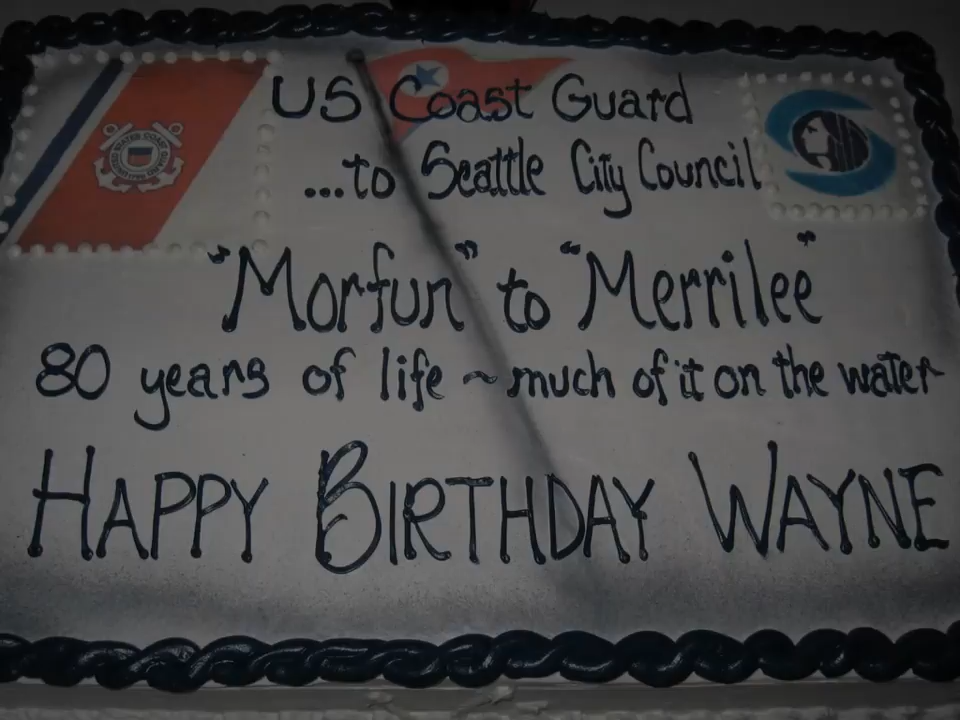 US Coast Guard
...to Seattle City Council
"Morfun" to "Merrilee"
80 years of life ~ much of it on the water
HAPPY BIRTHDAY WAYNE